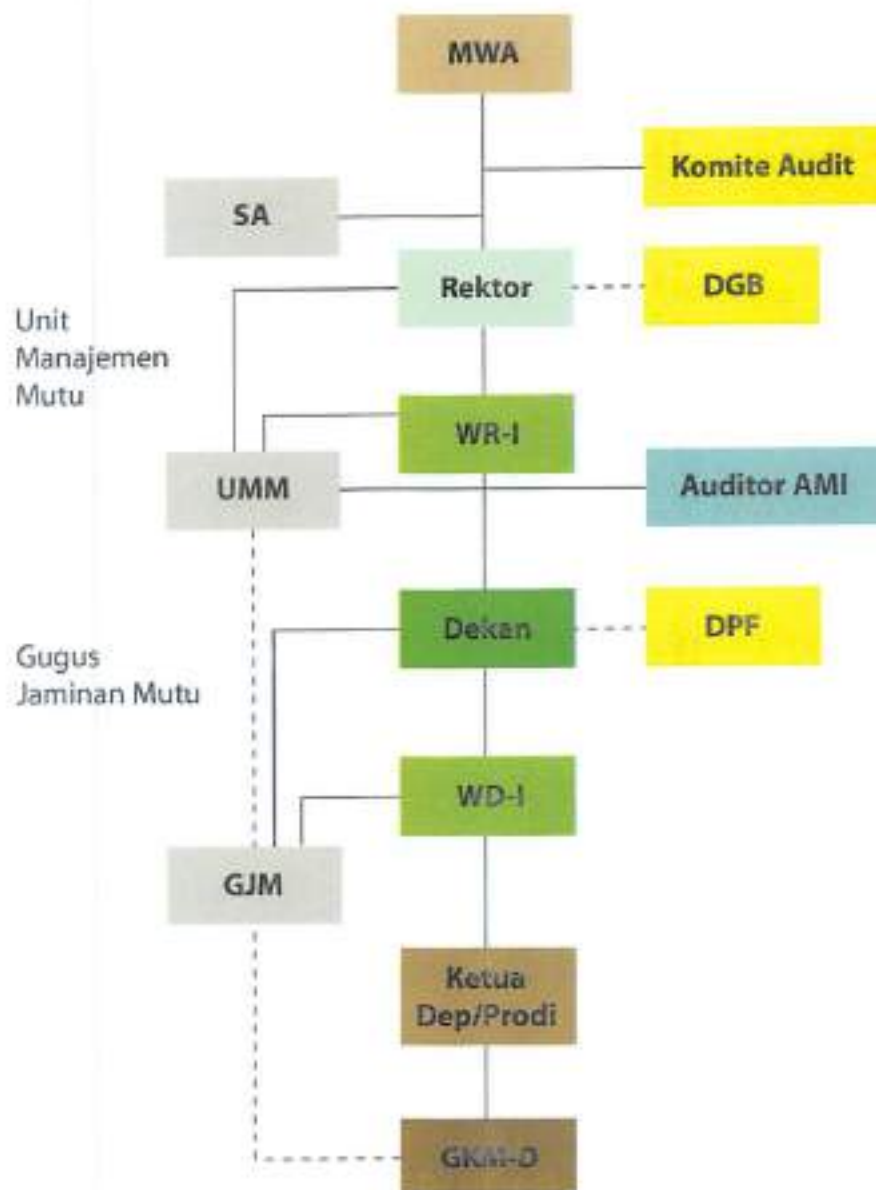 MWA
Komite Audit
SA
Rektor
DGB
Unit
Manajemen
Mutu
WR-I
UMM
Auditor AMI
Dekan
DPF
Gugus
Jaminan Mutu
WD-I
GJM
Ketua
Dep/Prodi
GKM-D